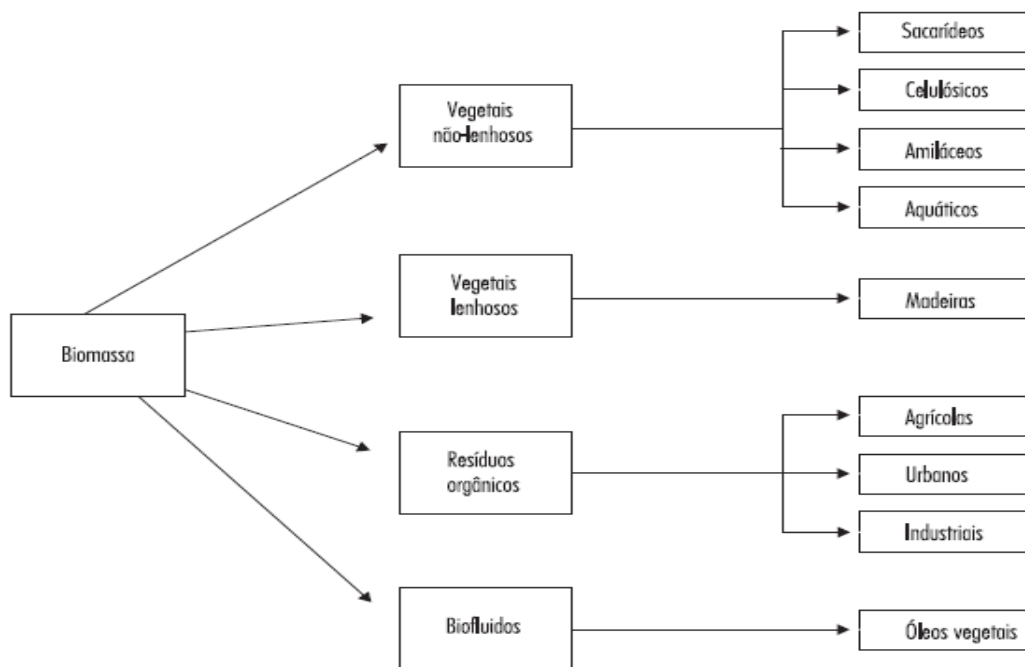 Biomassa
Vegetais
não-lenhosos
Sacarídeos
Celulósicos
Amiláceos
Aquáticos
Vegetais
lenhosos
Madeiras
Resíduos
orgânicos
Agrícolas
Urbanos
Industriais
Biofluidos
Óleos vegetais